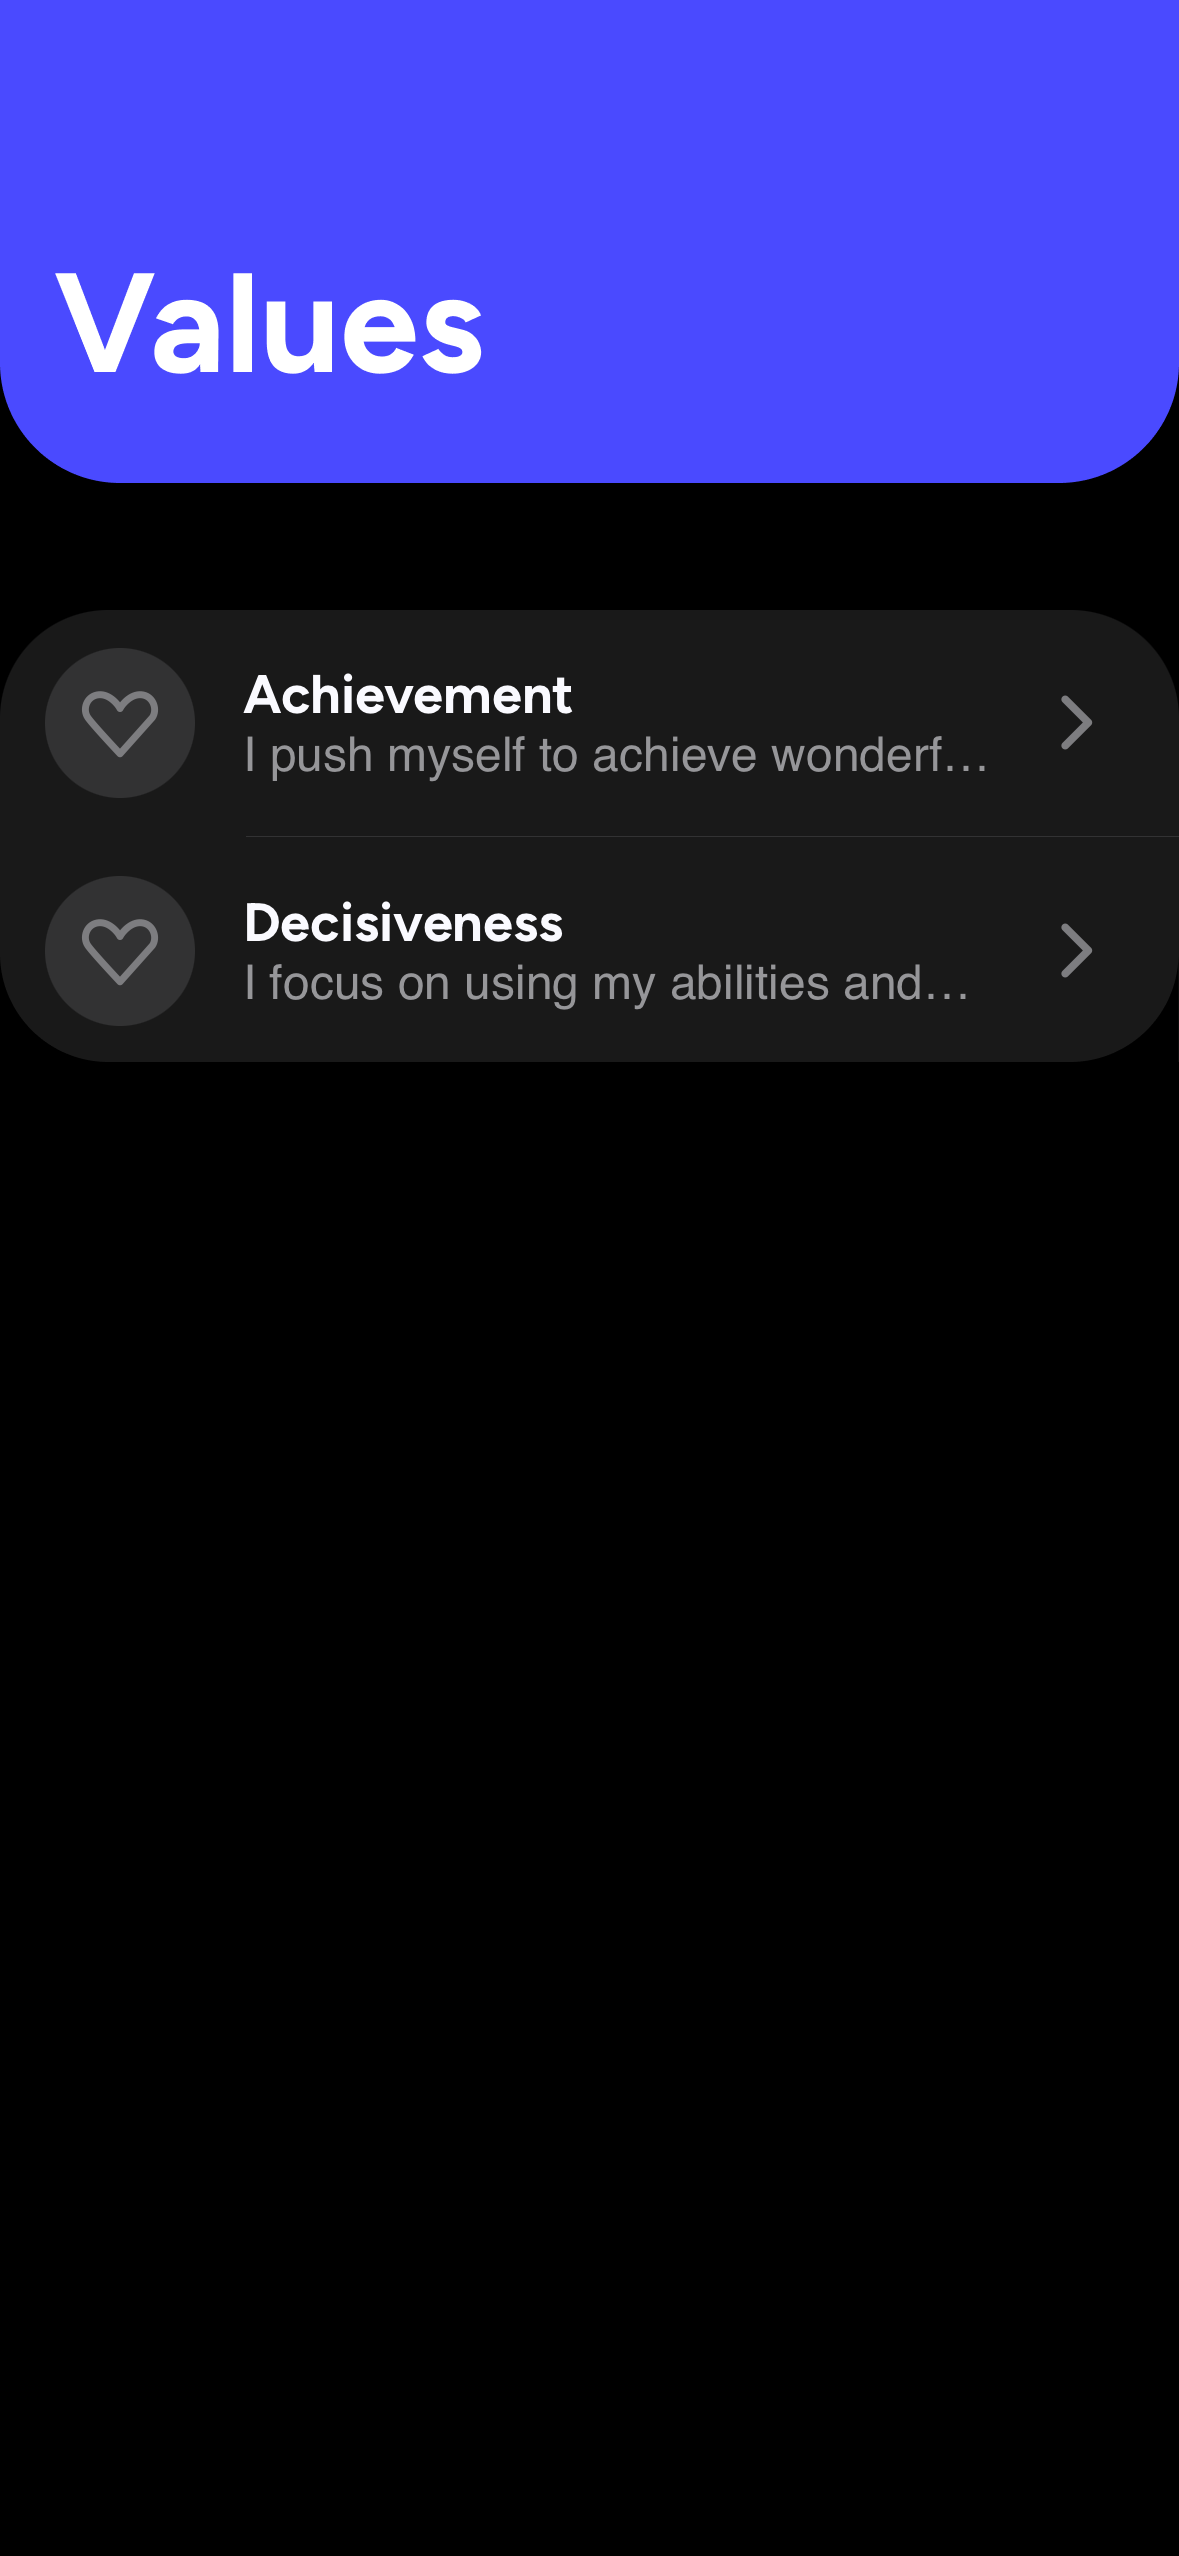 Values
Achievement
I push myself to achieve wonderf...
Decisiveness
I focus on using my abilities and...